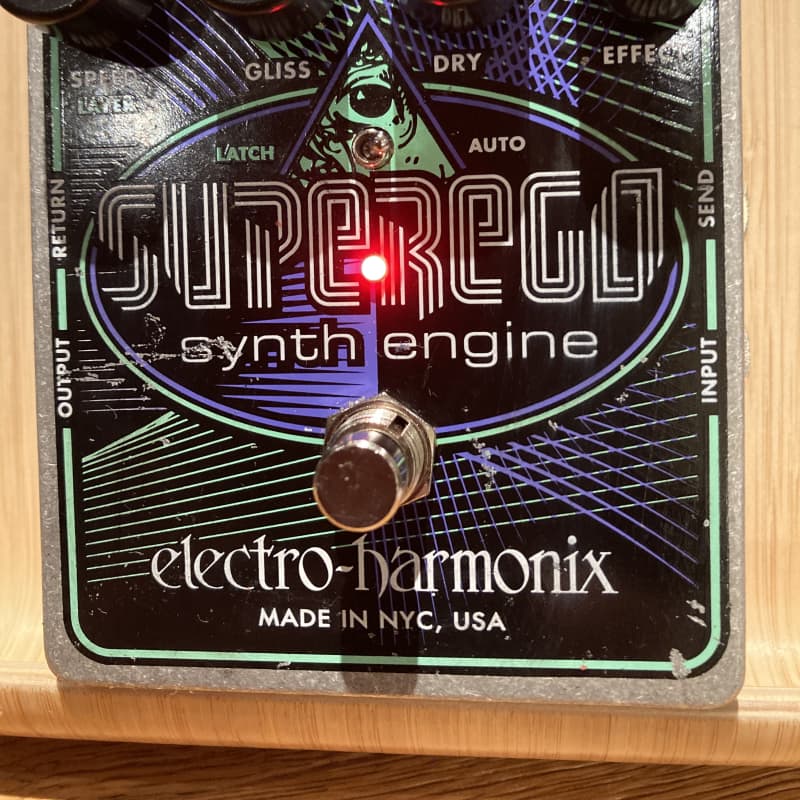 SPEED
LAYER
GLISS
DRY
EFFECT
LATCH
AUTO
RETURN
SEND
SUPEREGO
synth engine
OUTPUT
INPUT
electro-harmonix
MADE IN NYC, USA